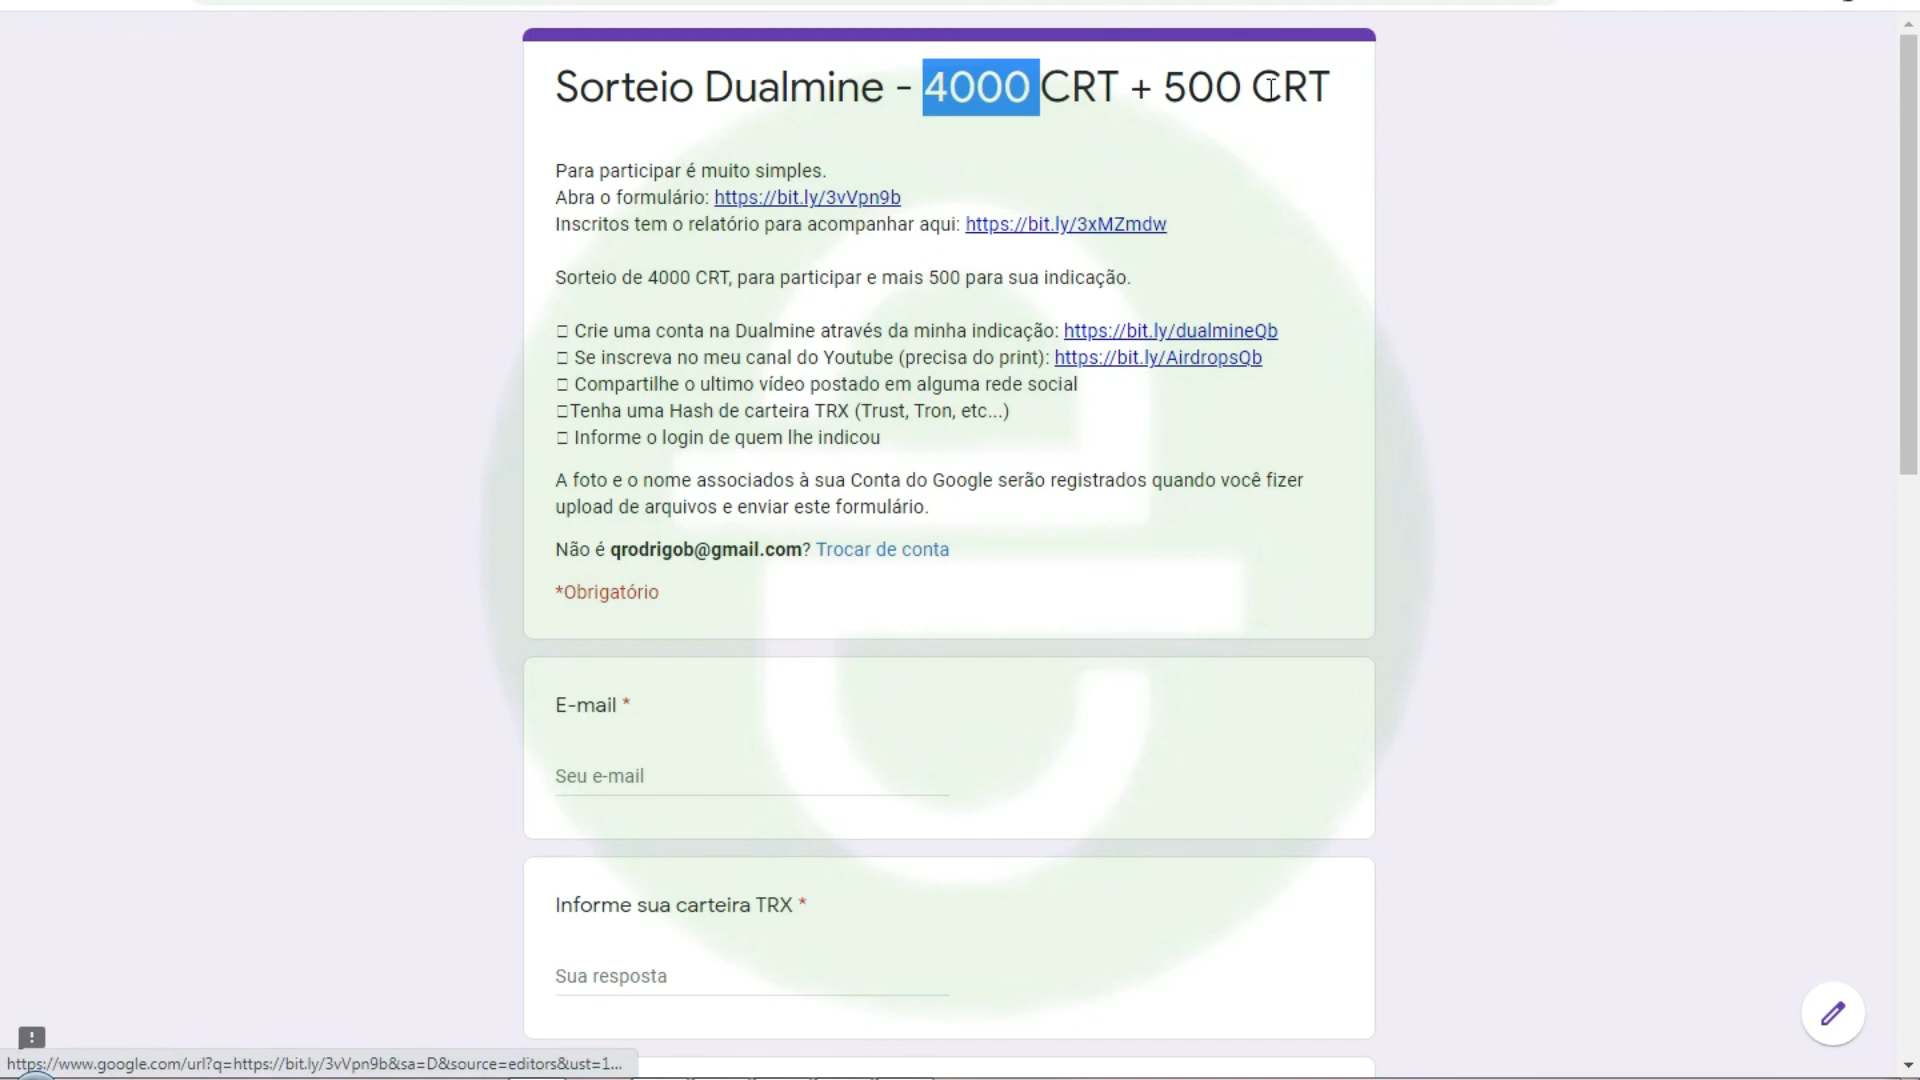 Sorteio Dualmine - 4000 CRT + 500 CRT
Para participar é muito simples.
Abra o formulário: https://bit.ly/3vVpn9b
Inscritos tem o relatório para acompanhar aqui: https://bit.ly/3xMZmdw
Sorteio de 4000 CRT, para participar e mais 500 para sua indicação.
□ Crie uma conta na Dualmine através da minha indicação: https://bit.ly/dualmineQb
□ Se inscreva no meu canal do Youtube (precisa do print): https://bit.ly/AirdropsQb
□ Compartilhe o ultimo vídeo postado em alguma rede social
□Tenha uma Hash de carteira TRX (Trust, Tron, etc...)
□ Informe o login de quem lhe indicou
A foto e o nome associados à sua Conta do Google serão registrados quando você fizer
upload de arquivos e enviar este formulário.
Não é qrodrigob@gmail.com? Trocar de conta
*Obrigatório
E-mail *
Seu e-mail
Informe sua carteira TRX *
Sua resposta
https://www.google.com/url?q=https://bit.ly/3vVpn9b&sa=D&source=editors&ust=1...